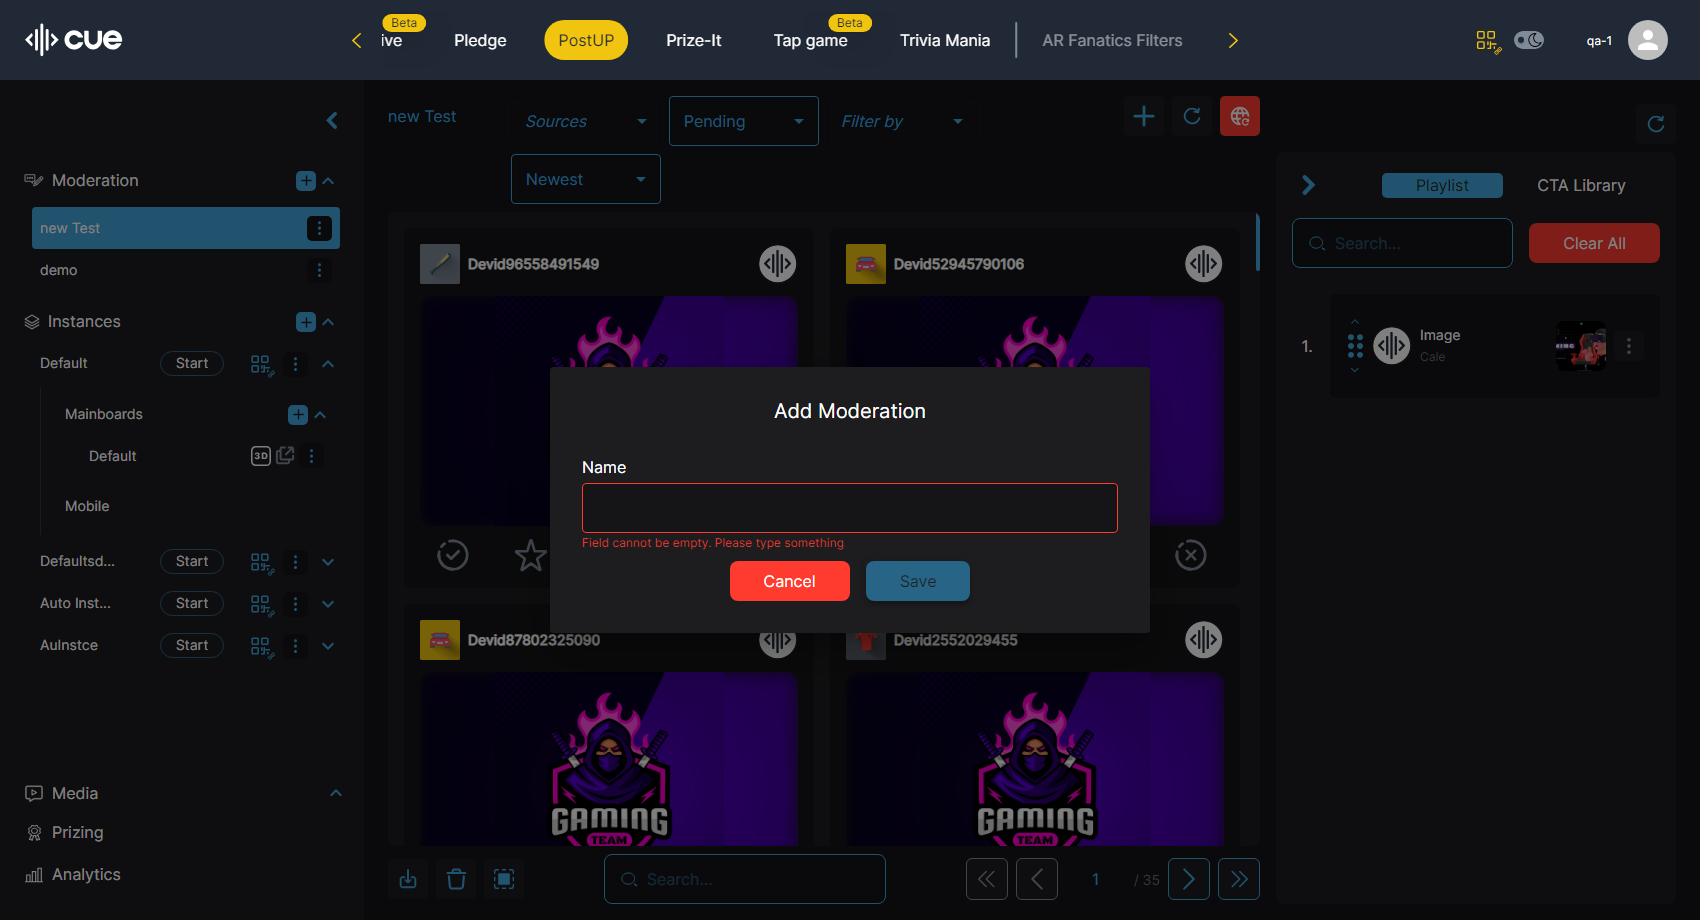 cue
ive
Beta
Pledge
PostUP
Prize-It
Tap game
Beta
Trivia Mania
AR Fanatics Filters
qa-1
Moderation
new Test
demo
Instances
Default
Start
Mainboards
Default
3D
Mobile
Defaultsd...
Start
Auto Inst...
Start
AuInstce
Start
Media
Prizing
Analytics
new Test
Sources
Pending
Filter by
Newest
Devid96558491549
Devid52945790106
Add Moderation
Name
Field cannot be empty. Please type something
Cancel
Save
Devid87802325090
Devid2552029455
GAMING
TEAM
GAMING
TEAM
Search...
1
/ 35
Playlist
CTA Library
Search...
Clear All
1.
Image
Cale